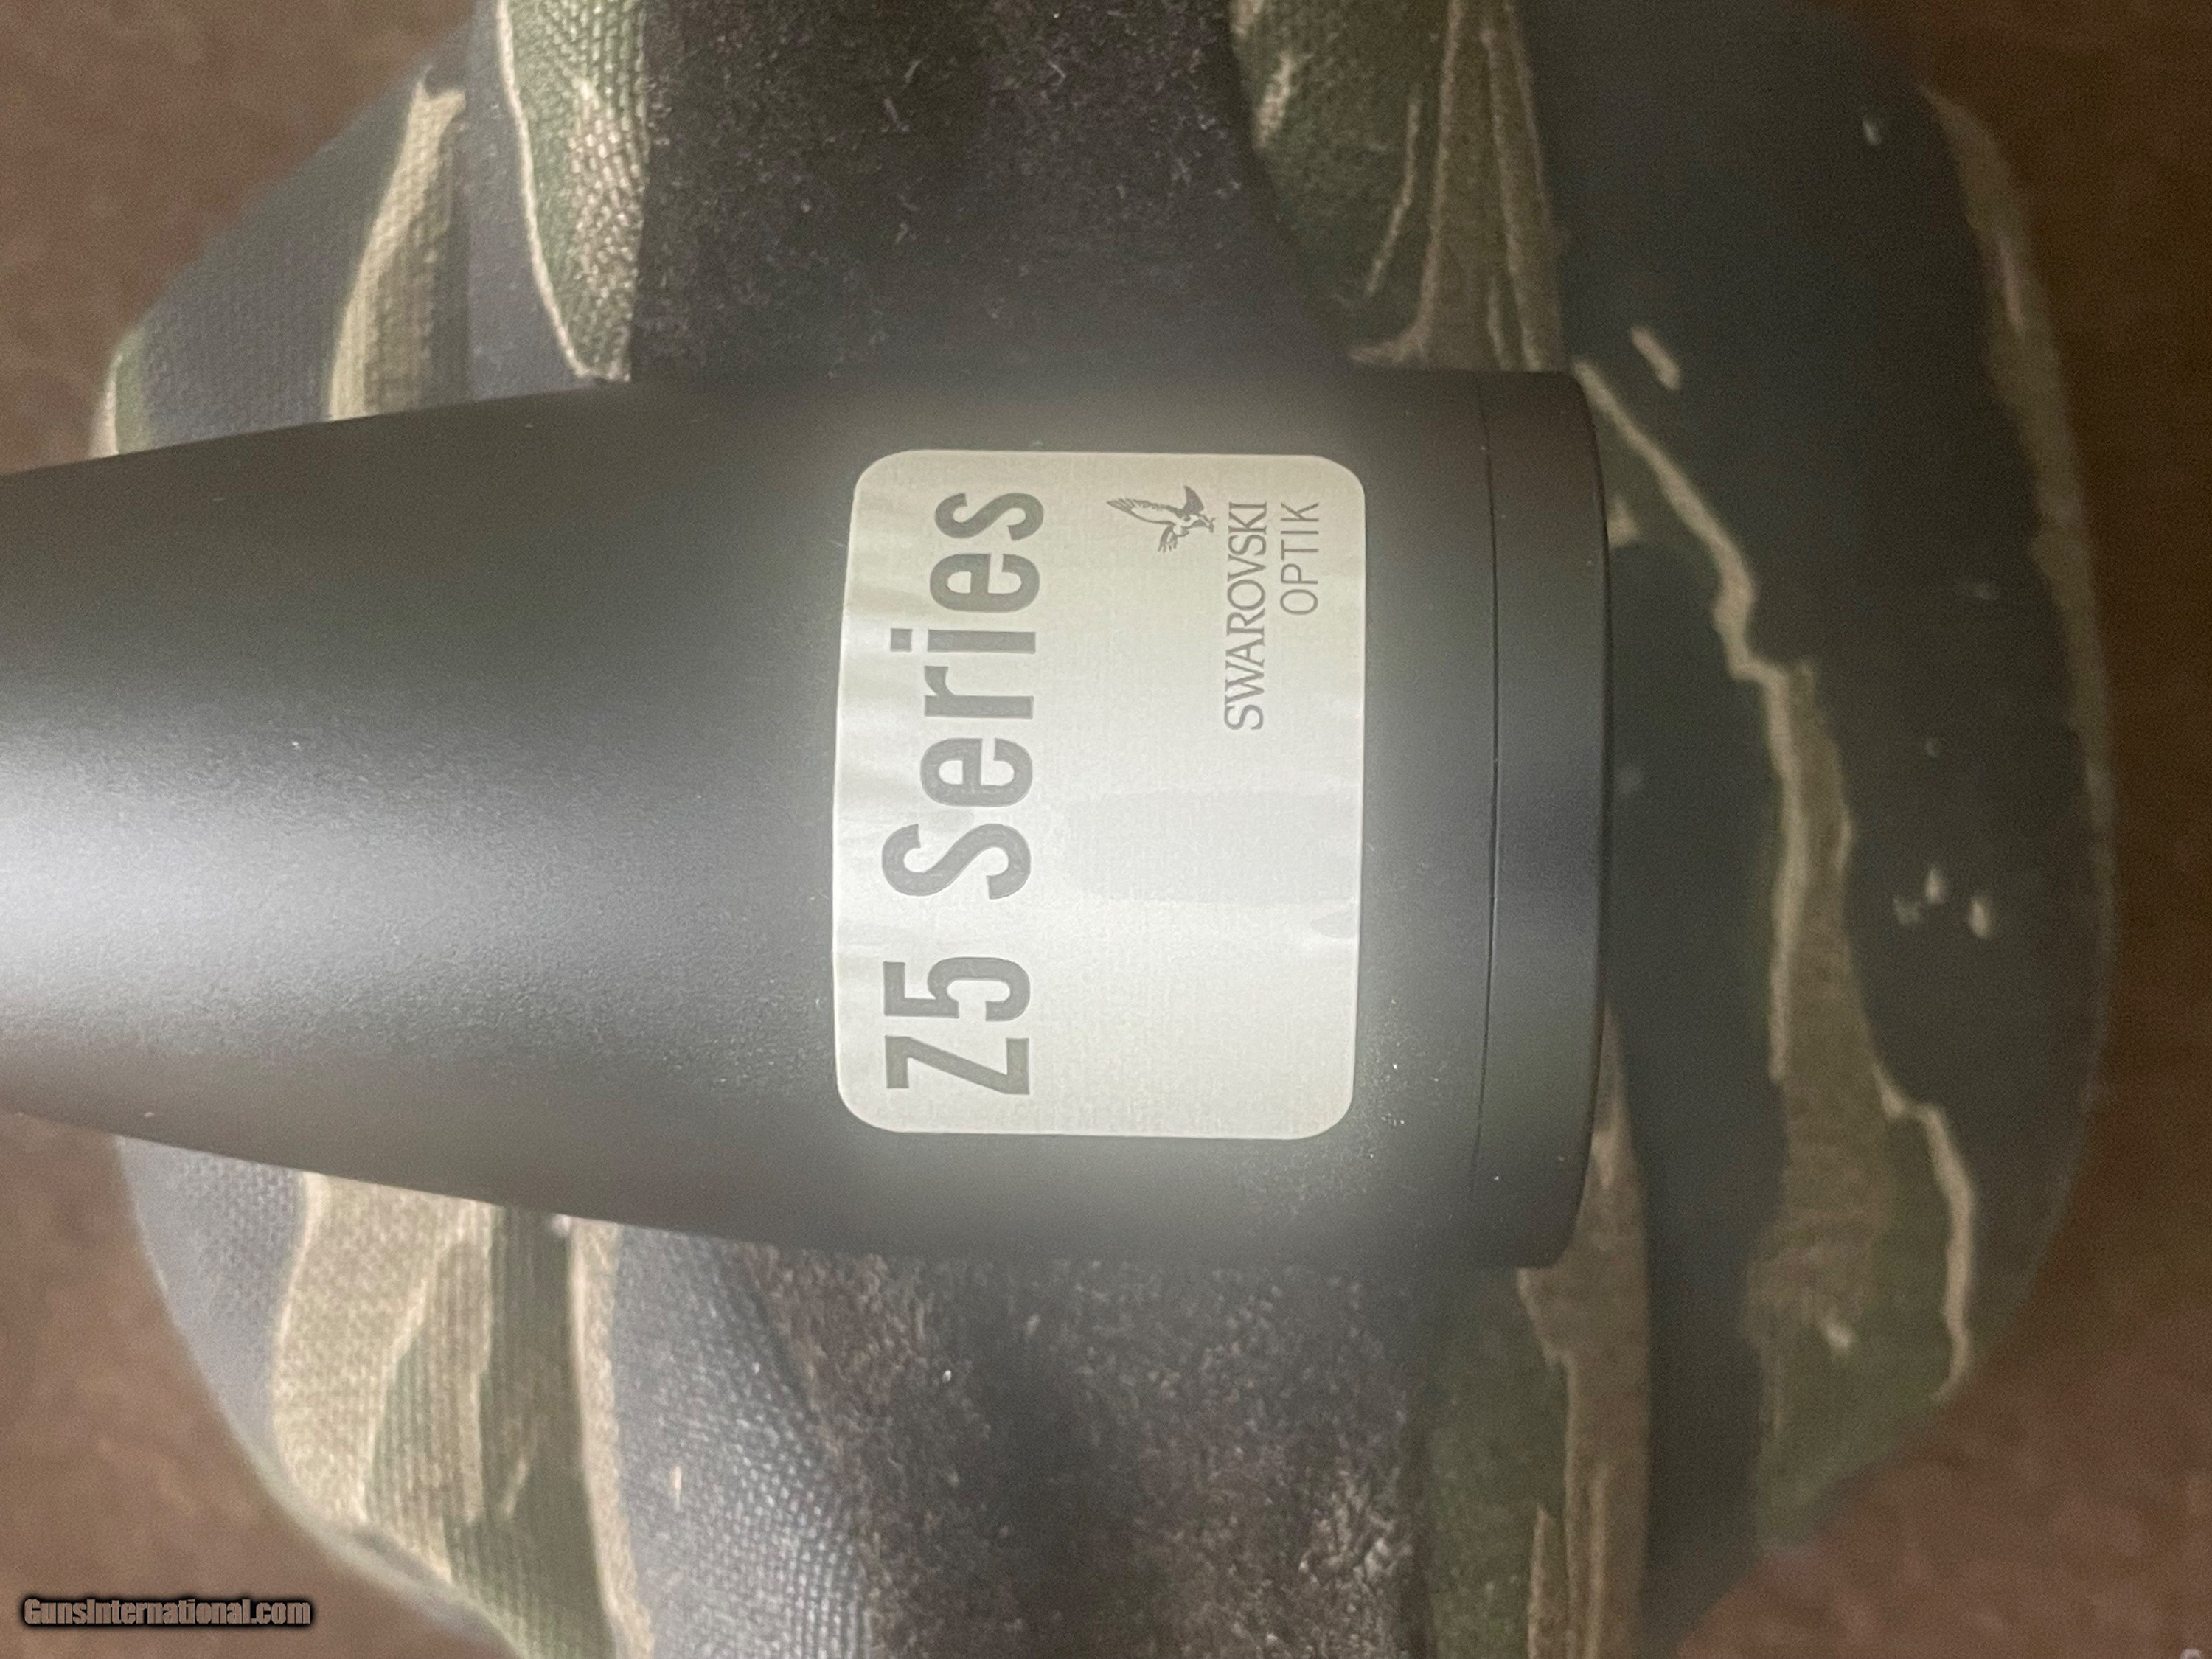 Z5 Series
SWAROVSKI
OPTIK
GunsInternational.com